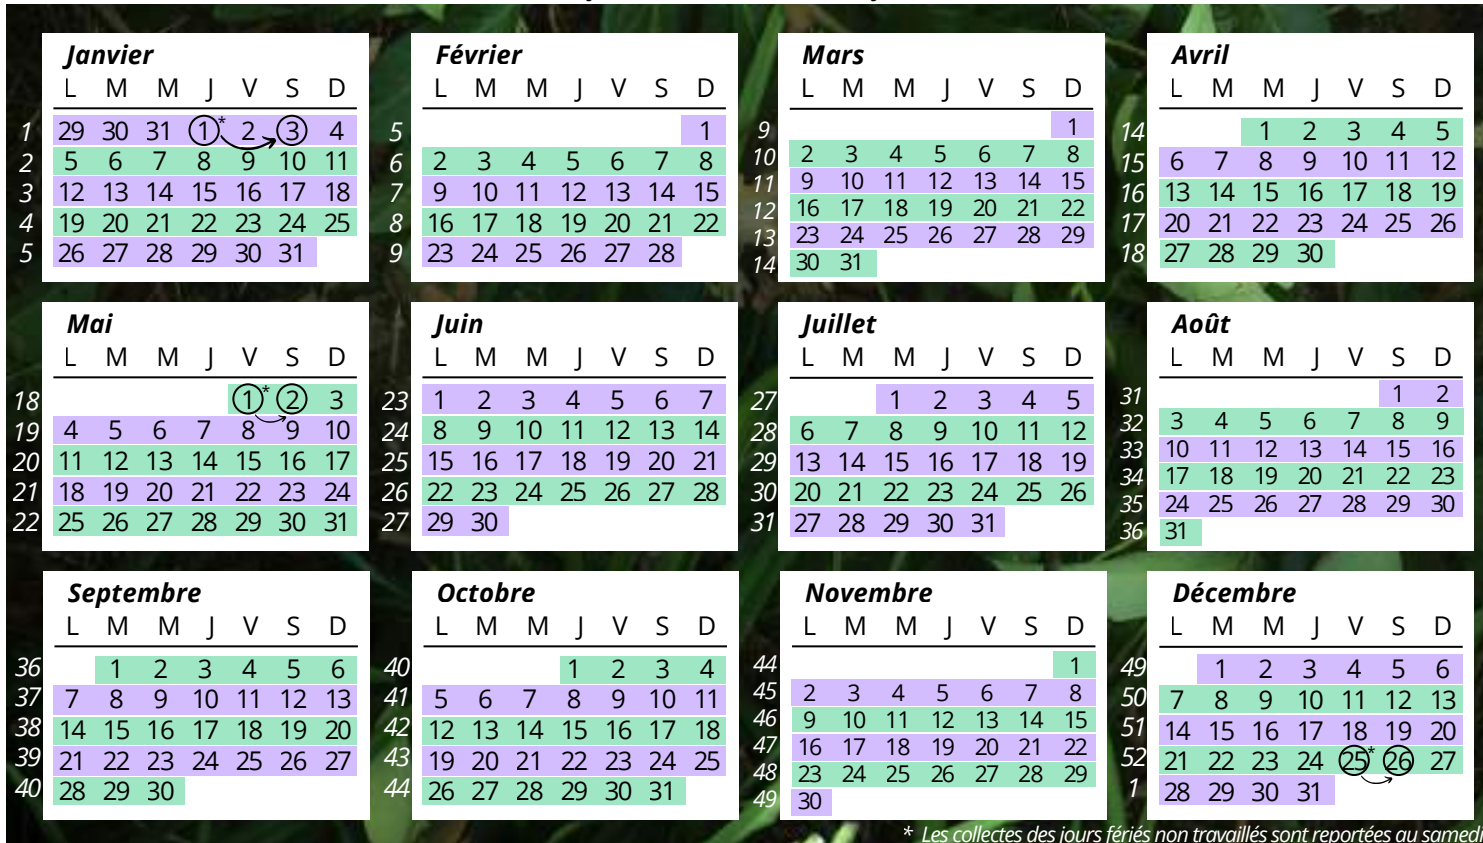 Janvier
L M M J V S D
1 29 30 31 1* 2 3 4
2 5 6 7 8 9 10 11
3 12 13 14 15 16 17 18
4 19 20 21 22 23 24 25
5 26 27 28 29 30 31
Février
L M M J V S D
5 1
6 2 3 4 5 6 7 8
7 9 10 11 12 13 14 15
8 16 17 18 19 20 21 22
9 23 24 25 26 27 28
Mars
L M M J V S D
9 1
10 2 3 4 5 6 7 8
11 9 10 11 12 13 14 15
12 16 17 18 19 20 21 22
13 23 24 25 26 27 28 29
14 30 31
Avril
L M M J V S D
14 1 2 3 4 5
15 6 7 8 9 10 11 12
16 13 14 15 16 17 18 19
17 20 21 22 23 24 25 26
18 27 28 29 30
Mai
L M M J V S D
18 1* 2 3
19 4 5 6 7 8 9 10
20 11 12 13 14 15 16 17
21 18 19 20 21 22 23 24
22 25 26 27 28 29 30 31
Juin
L M M J V S D
23 1 2 3 4 5 6 7
24 8 9 10 11 12 13 14
25 15 16 17 18 19 20 21
26 22 23 24 25 26 27 28
27 29 30
Juillet
L M M J V S D
27 1 2 3 4 5
28 6 7 8 9 10 11 12
29 13 14 15 16 17 18 19
30 20 21 22 23 24 25 26
31 27 28 29 30 31
Août
L M M J V S D
31 1 2
32 3 4 5 6 7 8 9
33 10 11 12 13 14 15 16
34 17 18 19 20 21 22 23
35 24 25 26 27 28 29 30
36 31
Septembre
L M M J V S D
36 1 2 3 4 5 6
37 7 8 9 10 11 12 13
38 14 15 16 17 18 19 20
39 21 22 23 24 25 26 27
40 28 29 30
Octobre
L M M J V S D
40 1 2 3 4
41 5 6 7 8 9 10 11
42 12 13 14 15 16 17 18
43 19 20 21 22 23 24 25
44 26 27 28 29 30 31
Novembre
L M M J V S D
44 1
45 2 3 4 5 6 7 8
46 9 10 11 12 13 14 15
47 16 17 18 19 20 21 22
48 23 24 25 26 27 28 29
49 30
Décembre
L M M J V S D
49 1 2 3 4 5 6
50 7 8 9 10 11 12 13
51 14 15 16 17 18 19 20
52 21 22 23 24 25* 26 27
1 28 29 30 31
* Les collectes des jours fériés non travaillés sont reportées au samedi